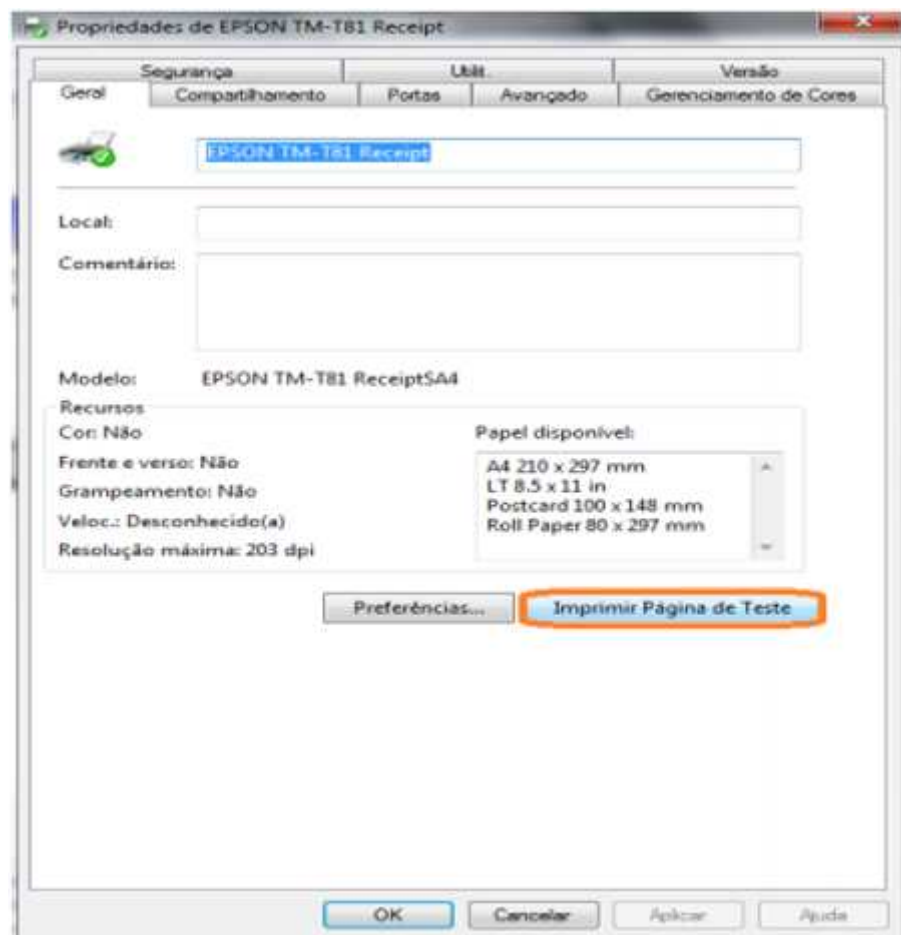 Propriedades de EPSON TM-T81 Receipt
Segurança Utilit. Versão
Geral Compartilhamento Portas Avançado Gerenciamento de Cores
EPSON TM-T81 Receipt
Local:
Comentário:
Modelo: EPSON TM-T81 ReceiptSA4
Recursos
Cor: Não
Papel disponível:
Frente e verso: Não
Grampeamento: Não
Veloc.: Desconhecido(a)
Resolução máxima: 203 dpi
A4 210 x 297 mm
LT 8.5 x 11 in
Postcard 100 x 148 mm
Roll Paper 80 x 297 mm
Preferências... Imprimir Página de Teste
OK Cancelar Aplicar Ajuda